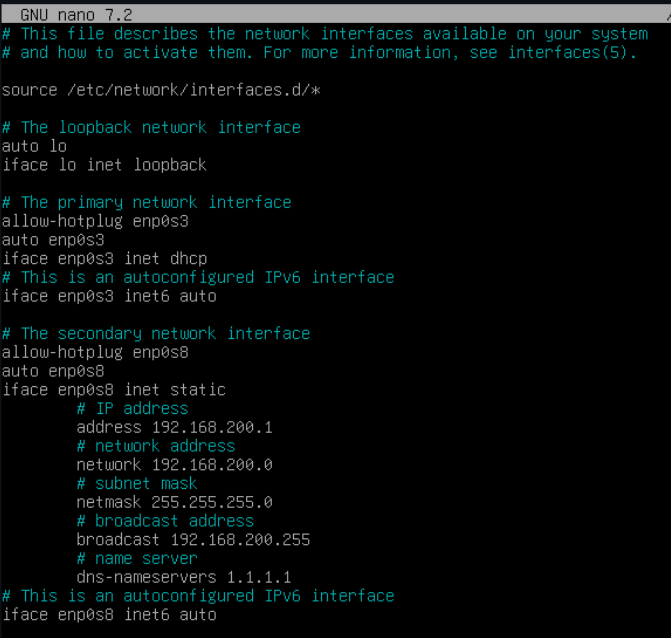 GNU nano 7.2
# This file describes the network interfaces available on your system
# and how to activate them. For more information, see interfaces(5).
source /etc/network/interfaces.d/*
# The loopback network interface
auto lo
iface lo inet loopback
# The primary network interface
allow-hotplug enp0s3
auto enp0s3
iface enp0s3 inet dhcp
# This is an autoconfigured IPv6 interface
iface enp0s3 inet6 auto
# The secondary network interface
allow-hotplug enp0s8
auto enp0s8
iface enp0s8 inet static
# IP address
address 192.168.200.1
# network address
network 192.168.200.0
# subnet mask
netmask 255.255.255.0
# broadcast address
broadcast 192.168.200.255
# name server
dns-nameservers 1.1.1.1
# This is an autoconfigured IPv6 interface
iface enp0s8 inet6 auto